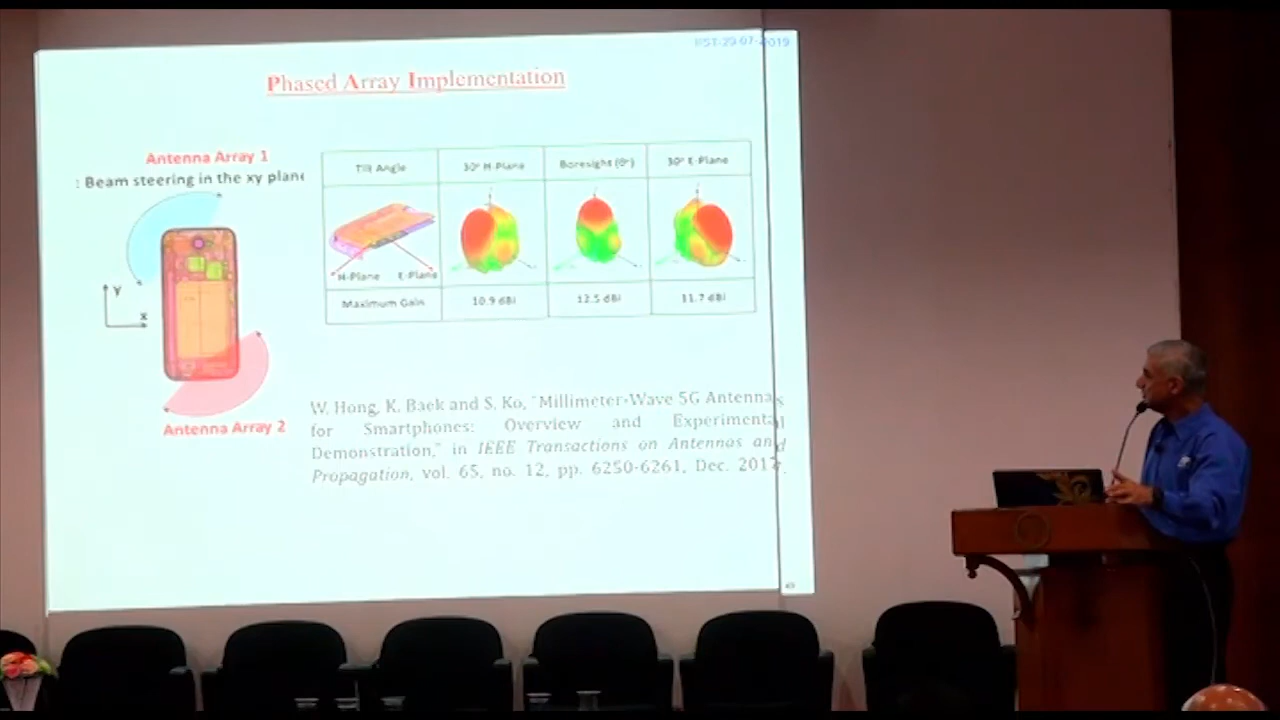 IIST-29-07-2019
Phased Array Implementation
Antenna Array 1
: Beam steering in the xy plane
Y
X
Antenna Array 2
Tilt Angle 30° H-Plane Boresight (0°) 30° E-Plane
H-Plane E-Plane
Maximum Gain 10.9 dBi 12.5 dBi 11.7 dBi
W. Hong, K. Baek and S. Ko, "Millimeter-Wave 5G Antennas
for Smartphones: Overview and Experimental
Demonstration," in IEEE Transactions on Antennas and
Propagation, vol. 65, no. 12, pp. 6250-6261, Dec. 2017.